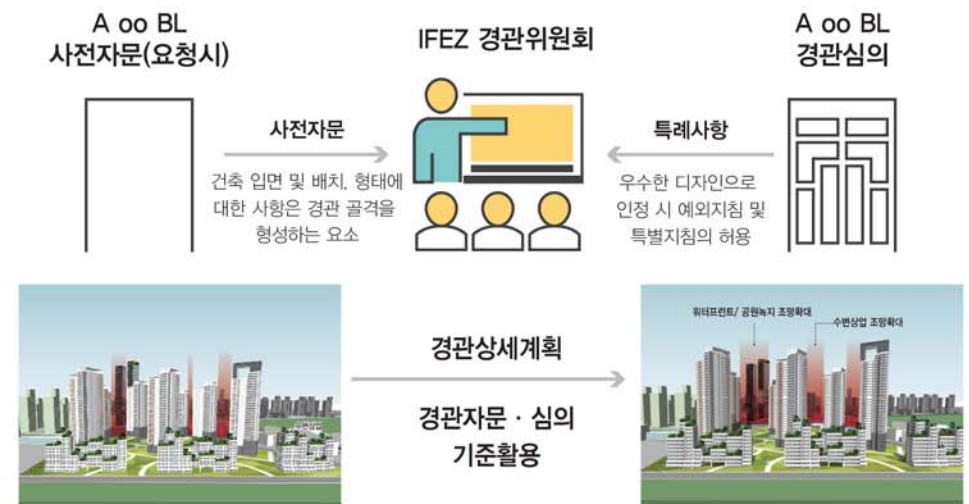 A oo BL
사전자문(요청시)
IFEZ 경관위원회
A oo BL
경관심의
사전자문
건축 입면 및 배치, 형태에
대한 사항은 경관 골격을
형성하는 요소
특례사항
우수한 디자인으로
인정 시 예외지침 및
특별지침의 허용
경관상세계획
경관자문 · 심의
기준활용
워터프런트/ 공원녹지 조망확대
수변상업 조망확대